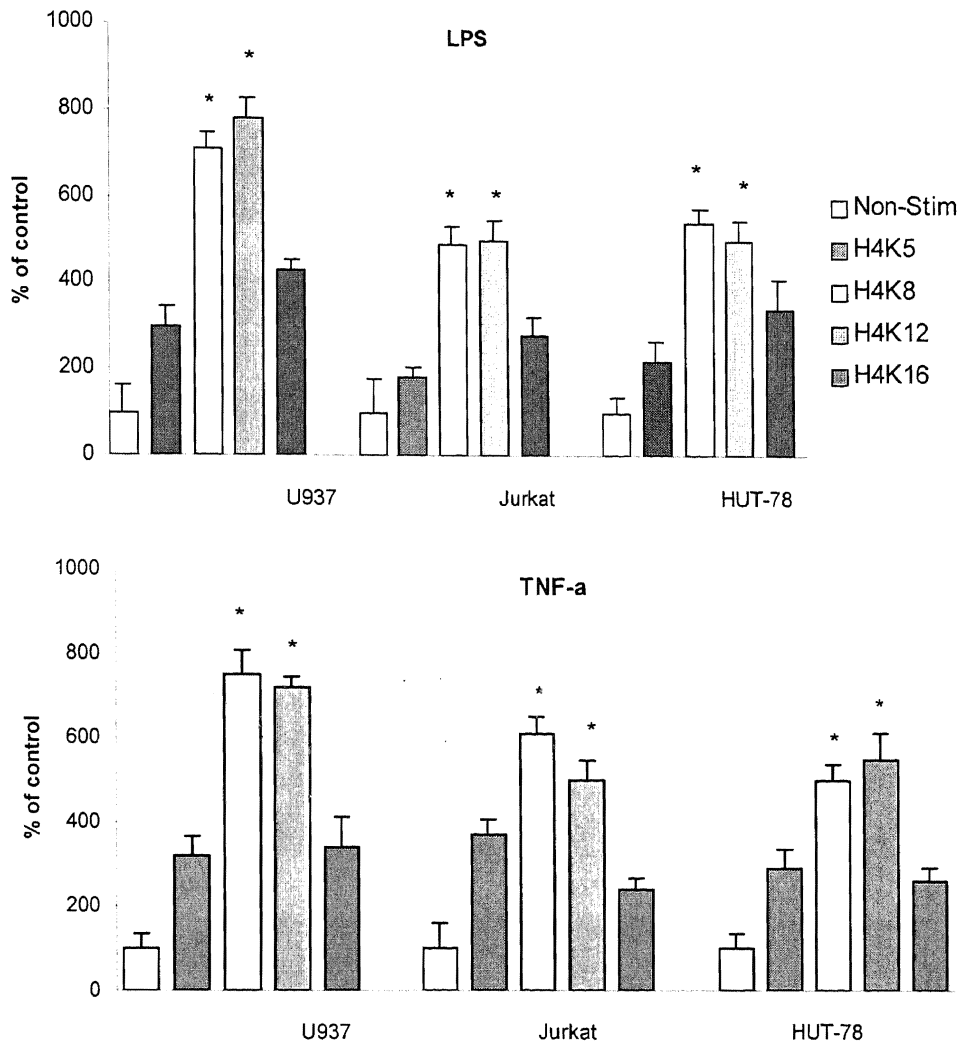 LPS
% of control
1000
800
600
400
200
0
*
*
*
*
*
*
U937
Jurkat
HUT-78
Non-Stim
H4K5
H4K8
H4K12
H4K16
TNF-a
% of control
1000
800
600
400
200
0
*
*
*
*
*
*
U937
Jurkat
HUT-78